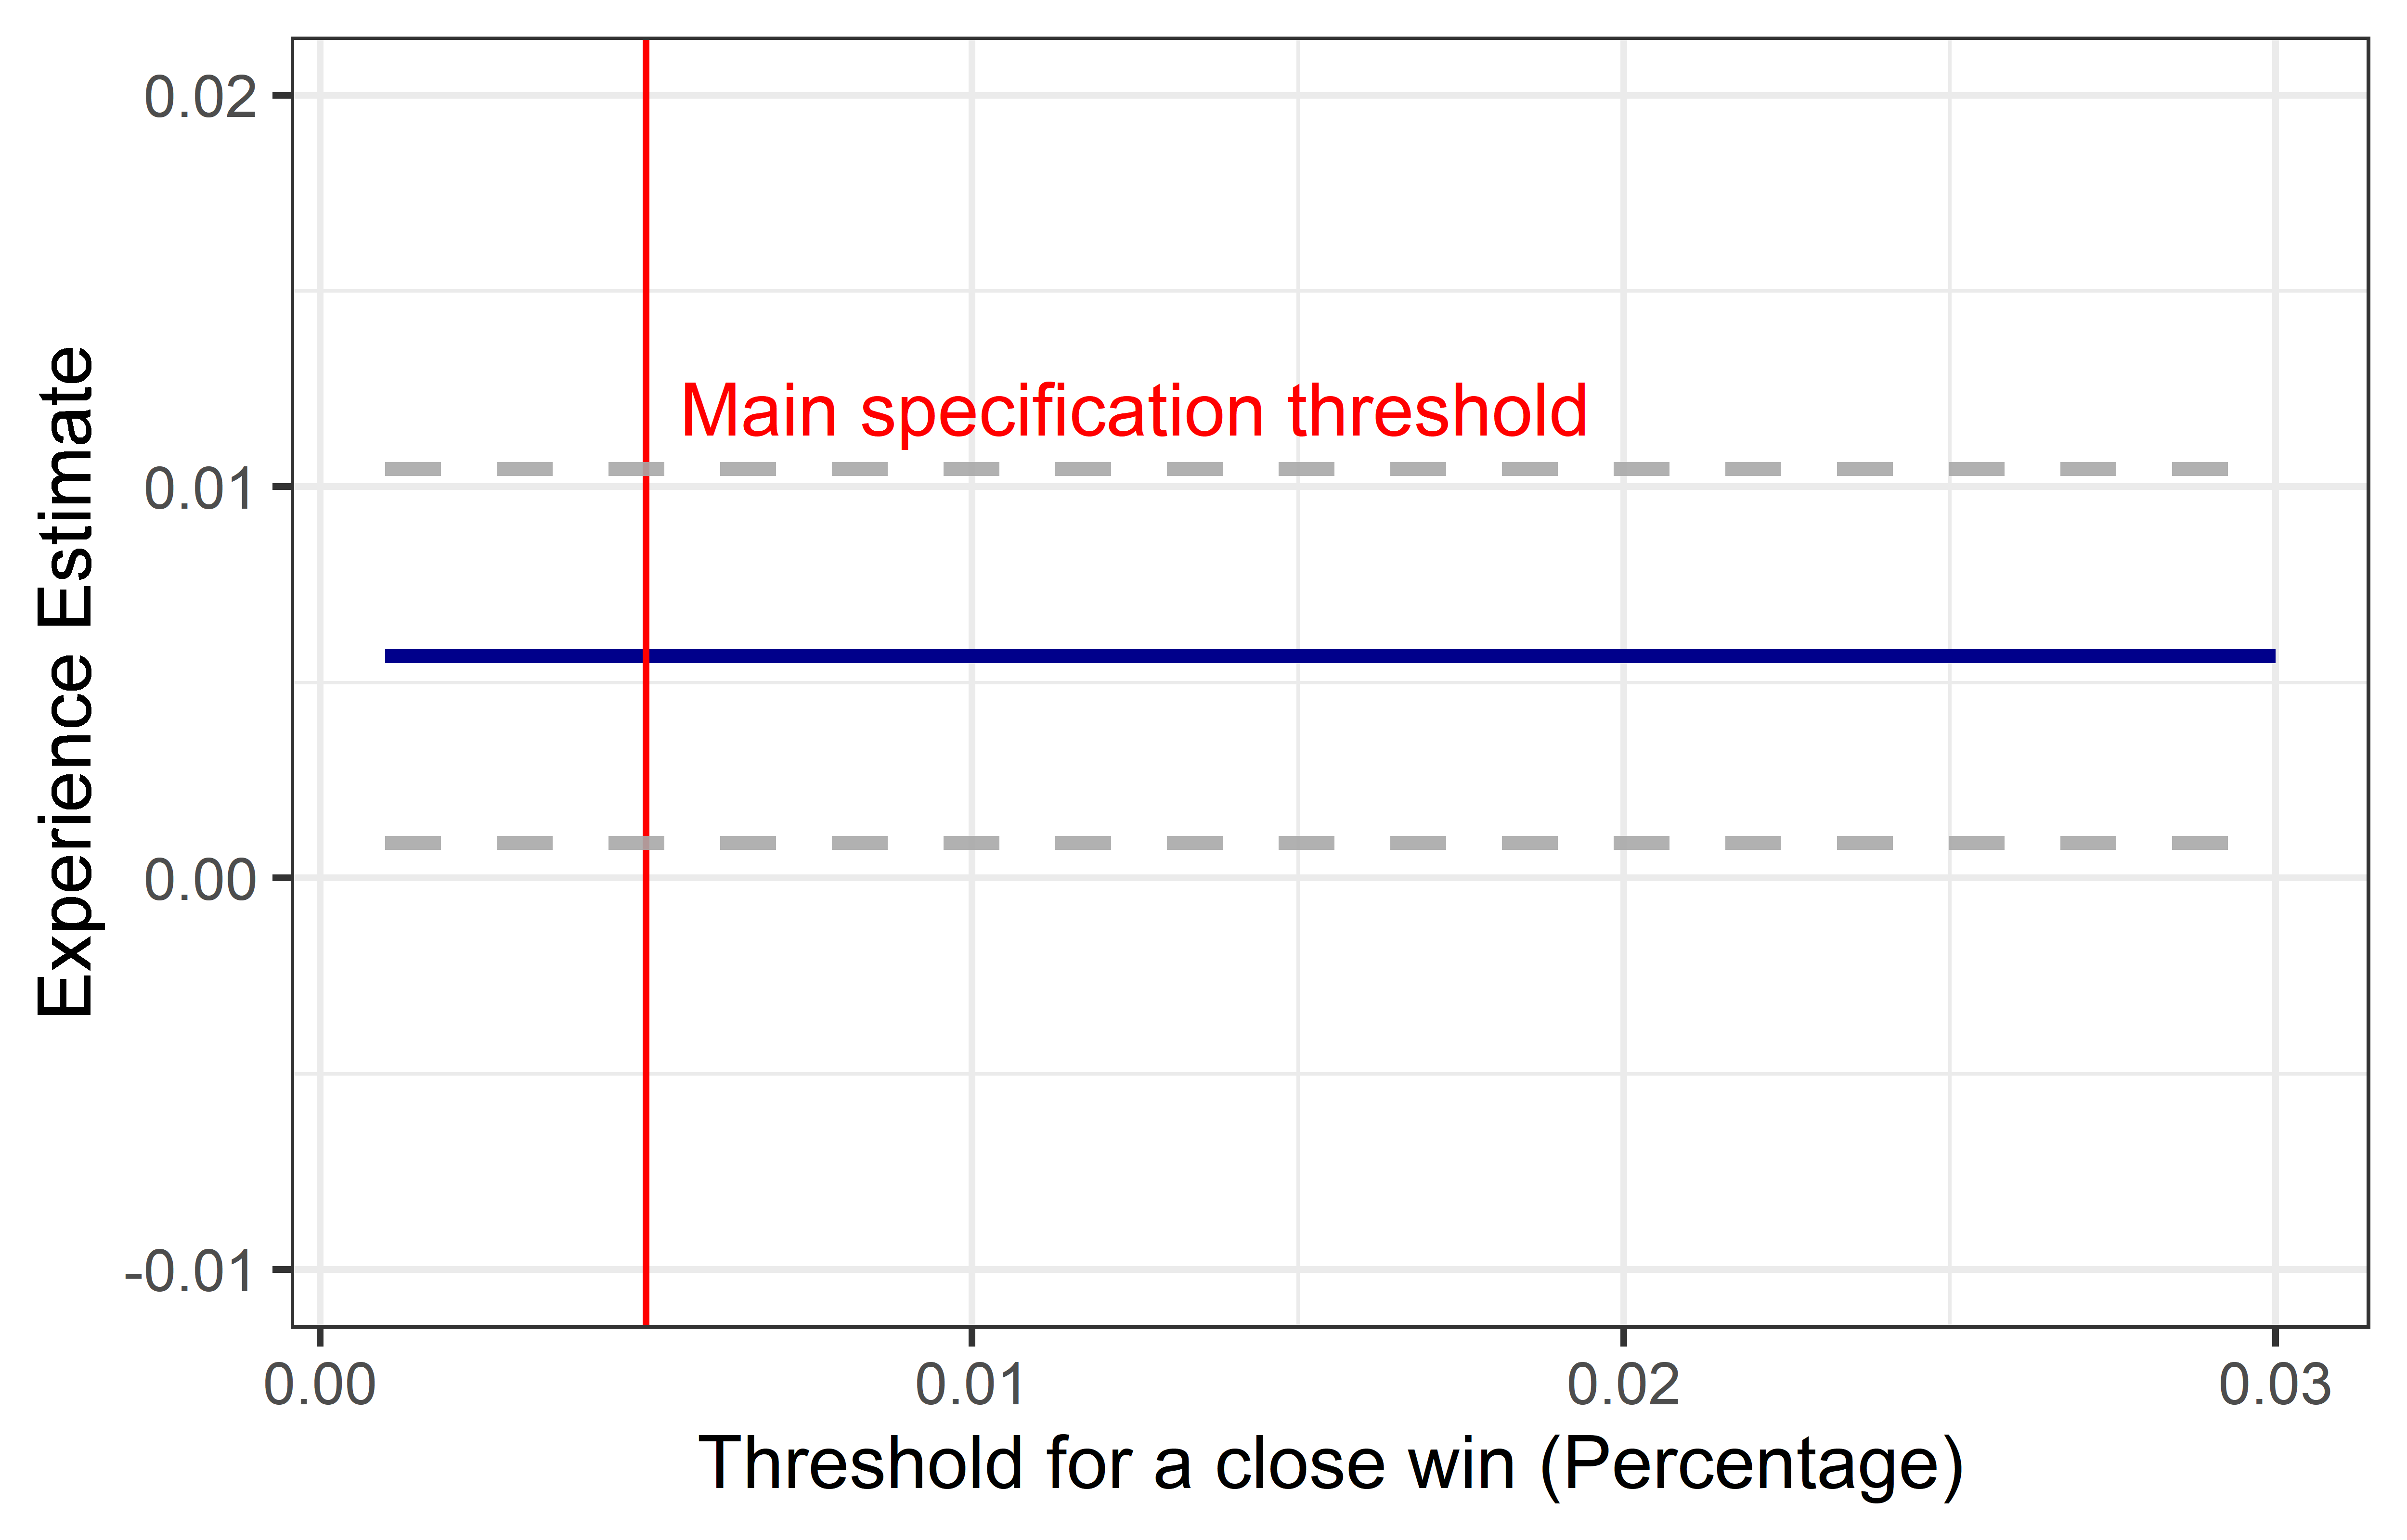 0.02
Main specification threshold
0.01
0.00
-0.01
Experience Estimate
0.00 0.01 0.02 0.03
Threshold for a close win (Percentage)